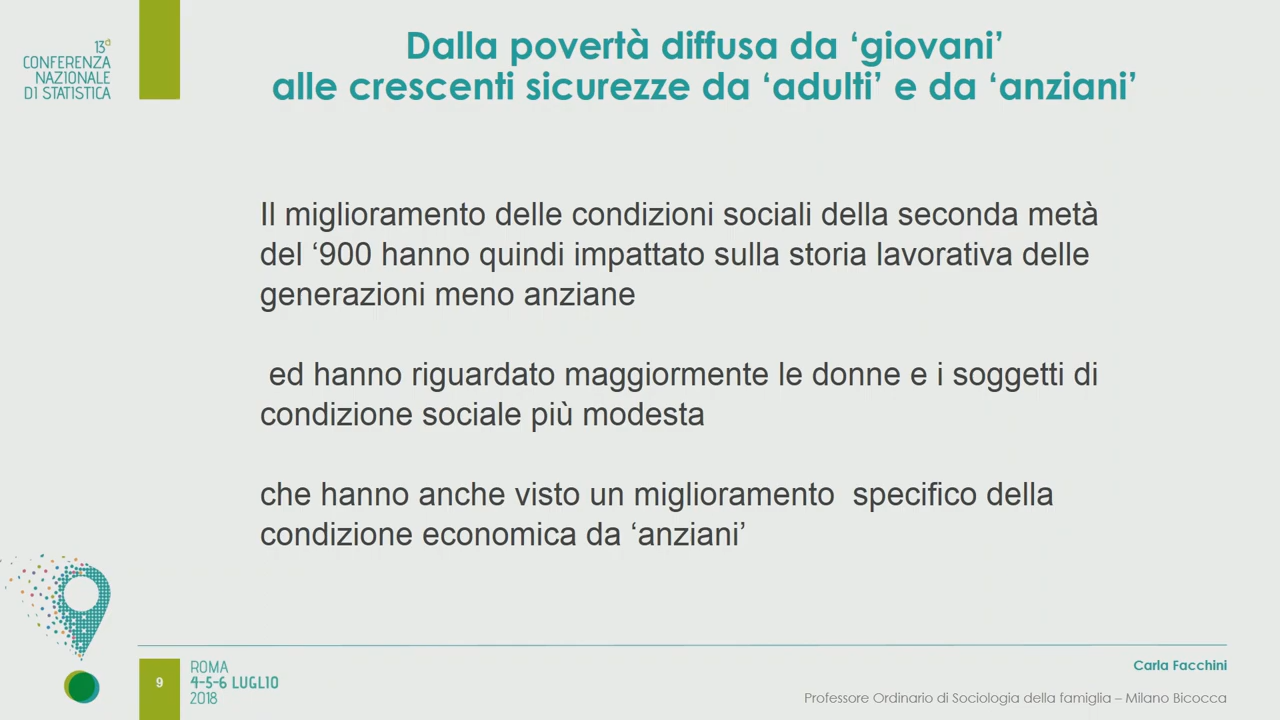 13ª
CONFERENZA
NAZIONALE
DI STATISTICA
Dalla povertà diffusa da ‘giovani’
alle crescenti sicurezze da ‘adulti’ e da ‘anziani’
Il miglioramento delle condizioni sociali della seconda metà
del ‘900 hanno quindi impattato sulla storia lavorativa delle
generazioni meno anziane
ed hanno riguardato maggiormente le donne e i soggetti di
condizione sociale più modesta
che hanno anche visto un miglioramento  specifico della
condizione economica da ‘anziani’
9
ROMA
4-5-6 LUGLIO
2018
Carla Facchini
Professore Ordinario di Sociologia della famiglia – Milano Bicocca